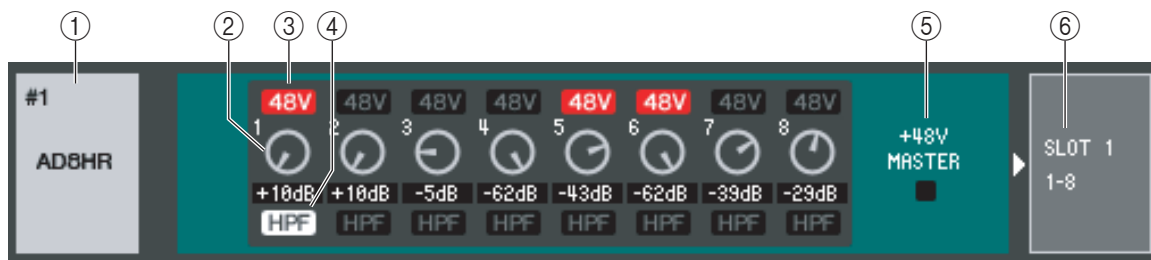 ① ② ③ ④ ⑤ ⑥
#1
AD8HR
48V 48V 48V 48V 48V 48V 48V 48V
1 2 3 4 5 6 7 8
+10dB +10dB -5dB -62dB -43dB -62dB -39dB -29dB
HPF HPF HPF HPF HPF HPF HPF HPF
+48V
MASTER
SLOT 1
1-8